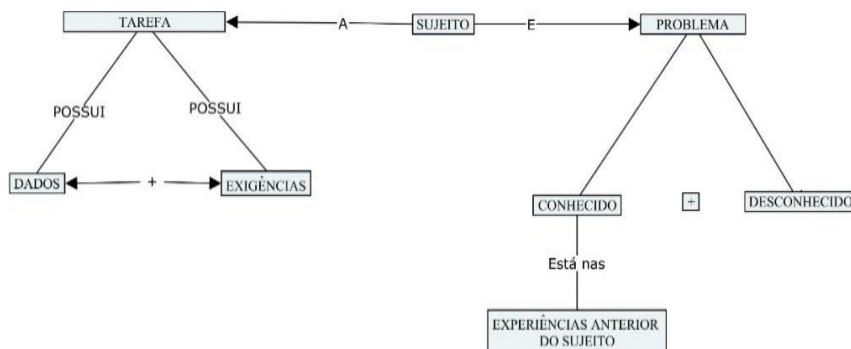 TAREFA
A
SUJEITO
E
PROBLEMA
POSSUI
POSSUI
DADOS
+
EXIGÊNCIAS
CONHECIDO
+
DESCONHECIDO
Está nas
EXPERIÊNCIAS ANTERIOR
DO SUJEITO